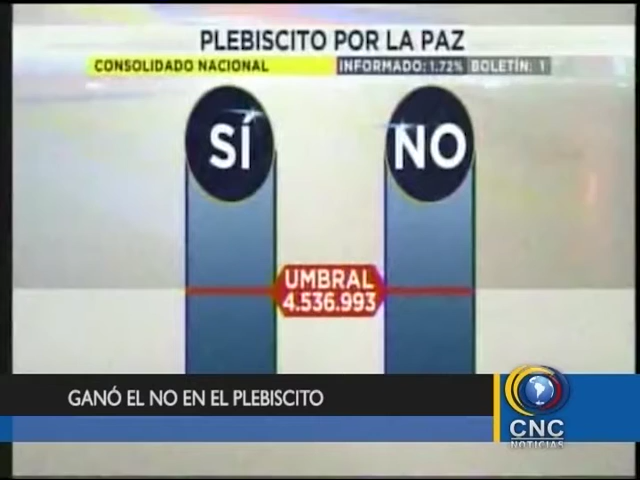 PLEBISCITO POR LA PAZ
CONSOLIDADO NACIONAL INFORMADO: 1.72% BOLETÍN: 1
SÍ NO
UMBRAL
4.536.993
GANÓ EL NO EN EL PLEBISCITO
CNC
NOTICIAS